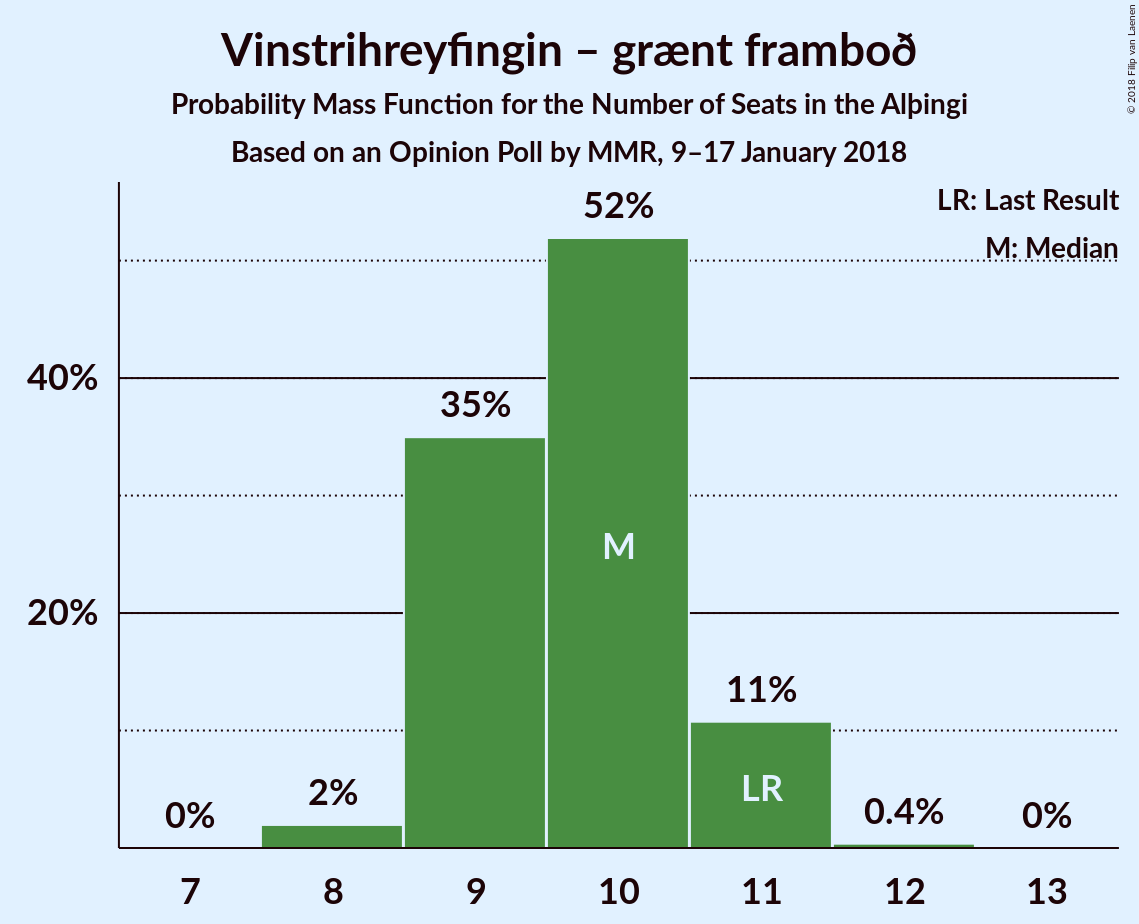 Vinstrihreyfingin – grænt framboð
Probability Mass Function for the Number of Seats in the Alþingi
Based on an Opinion Poll by MMR, 9–17 January 2018
© 2018 Filip van Laenen
LR: Last Result
M: Median
52%
40%
35%
M
20%
11%
LR
2%
0%
0.4%
0%
7 8 9 10 11 12 13